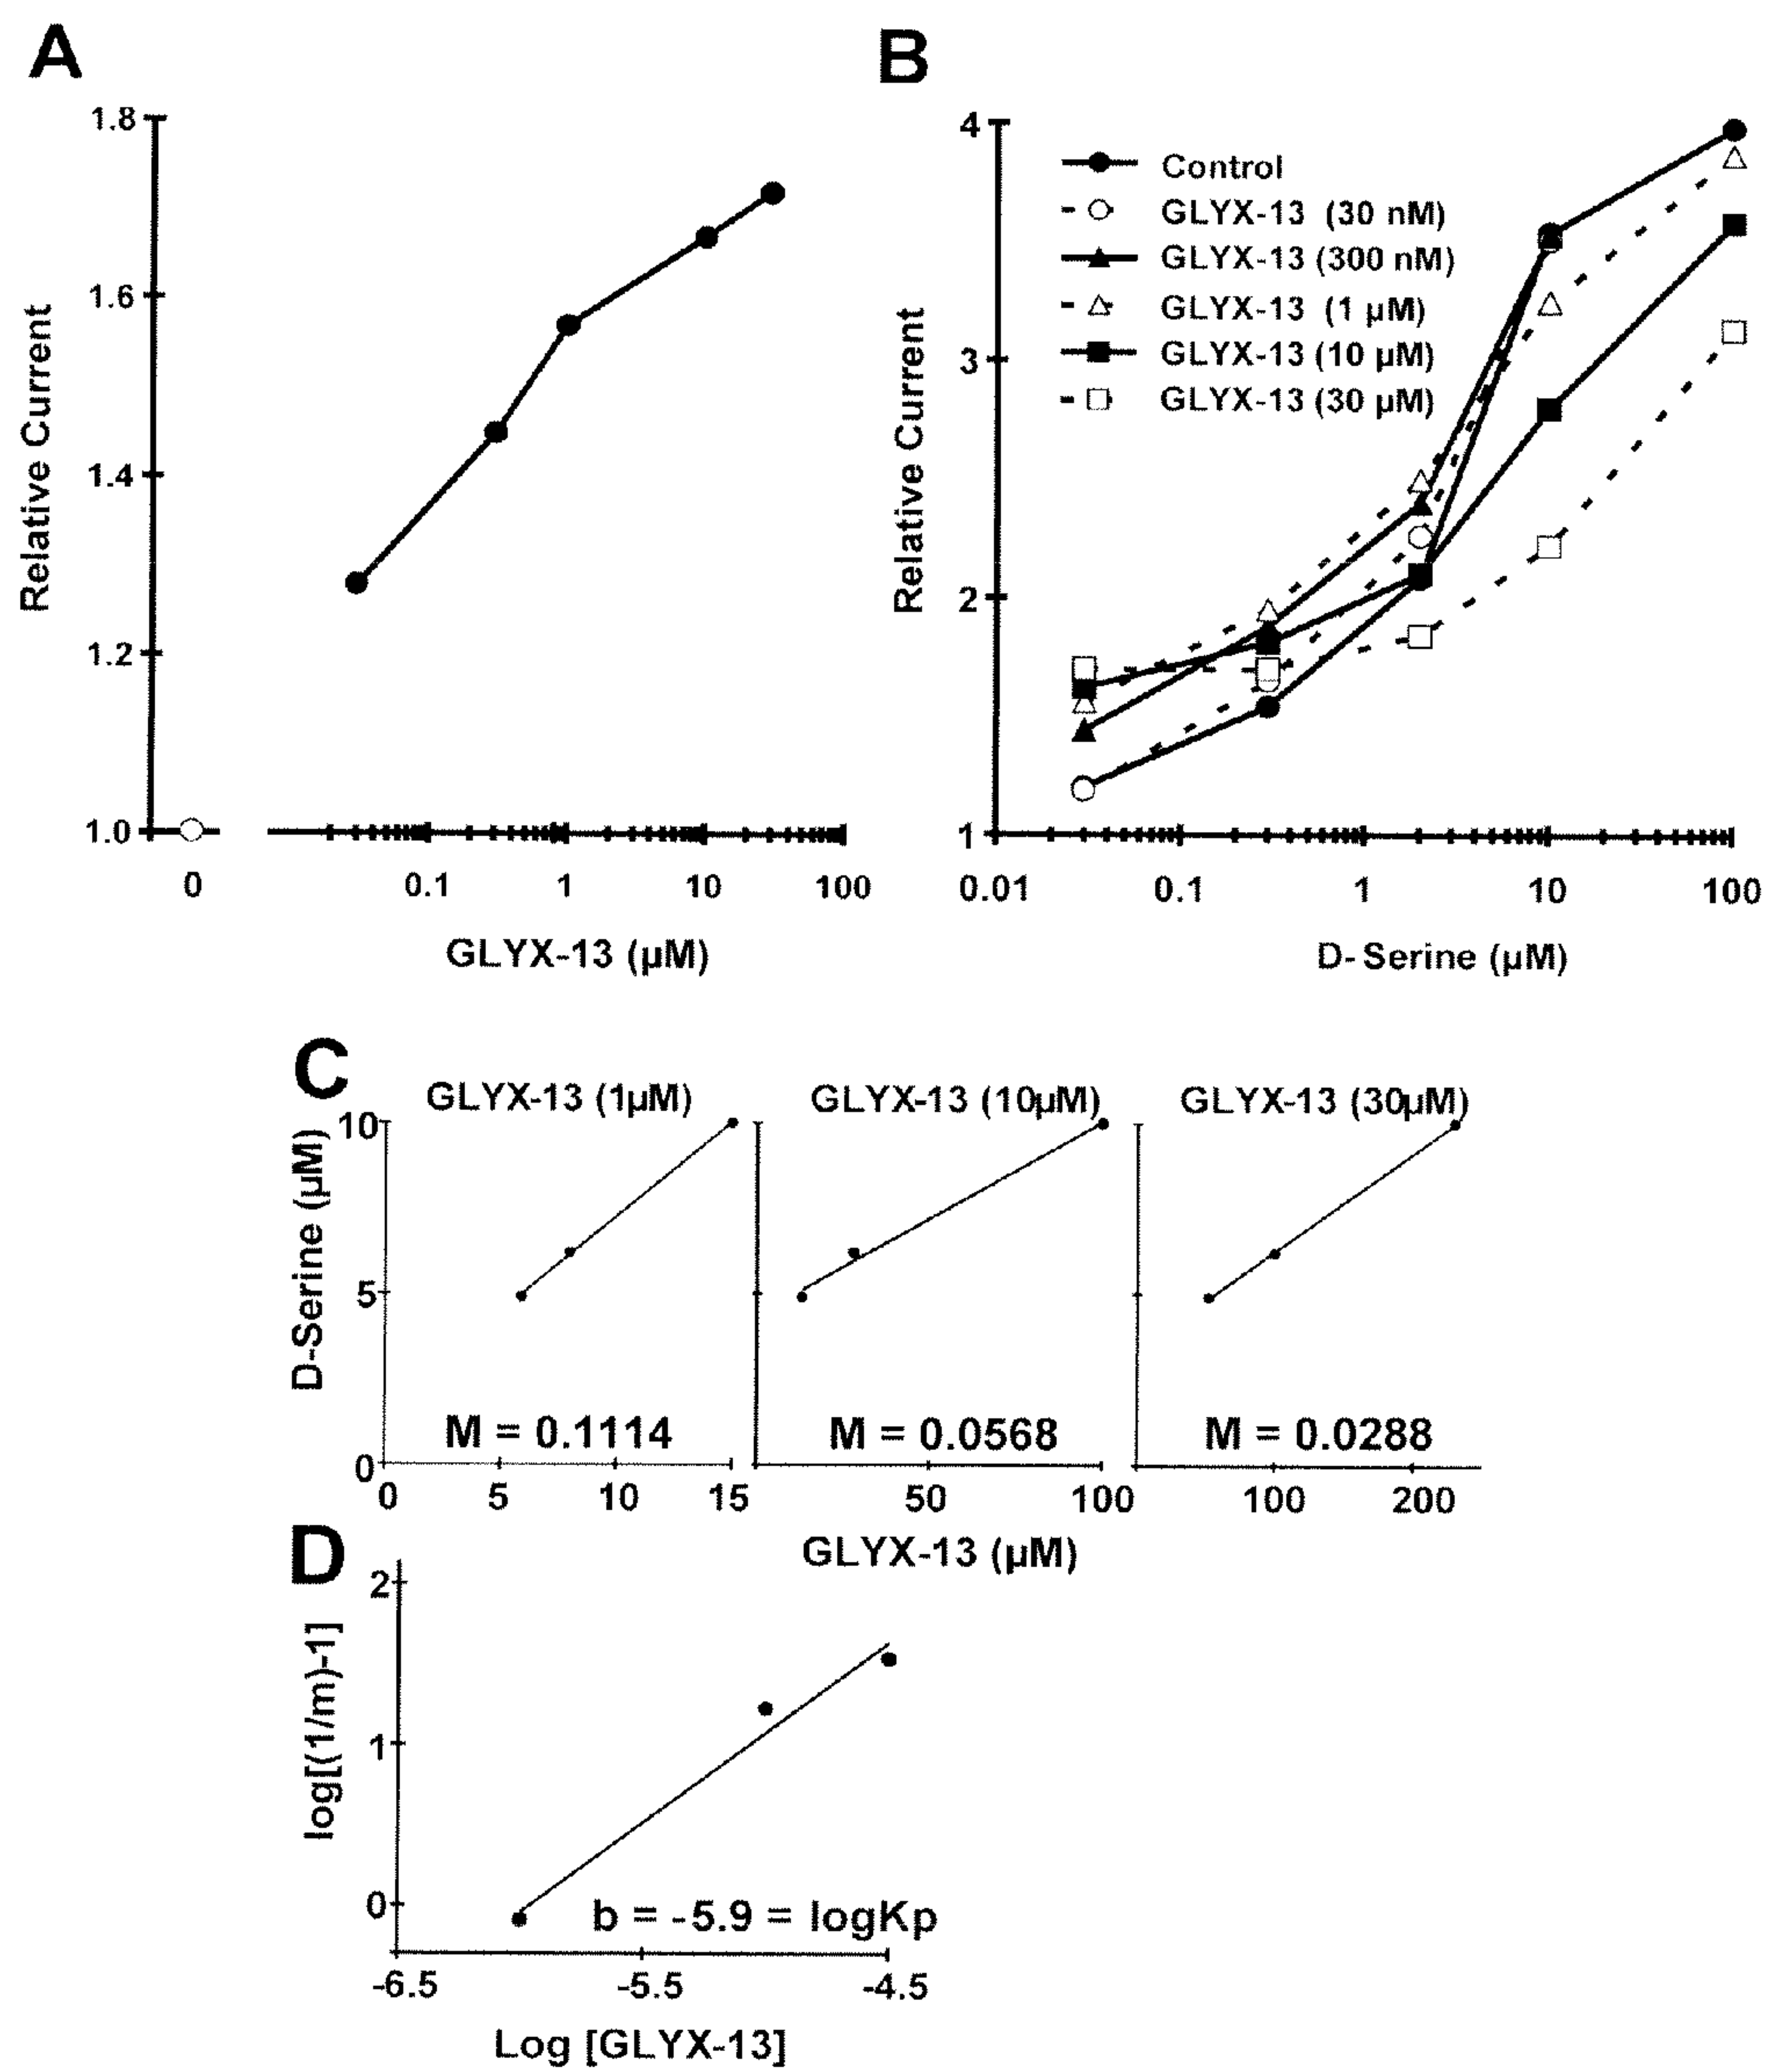 A
1.8
1.6
1.4
1.2
1.0
Relative Current
0 0.1 1 10 100
GLYX-13 (µM)
B
4
3
2
1
Relative Current
Control
GLYX-13 (30 nM)
GLYX-13 (300 nM)
GLYX-13 (1 µM)
GLYX-13 (10 µM)
GLYX-13 (30 µM)
0.01 0.1 1 10 100
D-Serine (µM)
C
GLYX-13 (1µM) GLYX-13 (10µM) GLYX-13 (30µM)
10
5
0
D-Serine (µM)
M = 0.1114 M = 0.0568 M = 0.0288
0 5 10 15 50 100 100 200
GLYX-13 (µM)
D
2
1
0
log[(1/m)-1]
b = -5.9 = logKp
-6.5 -5.5 -4.5
Log [GLYX-13]